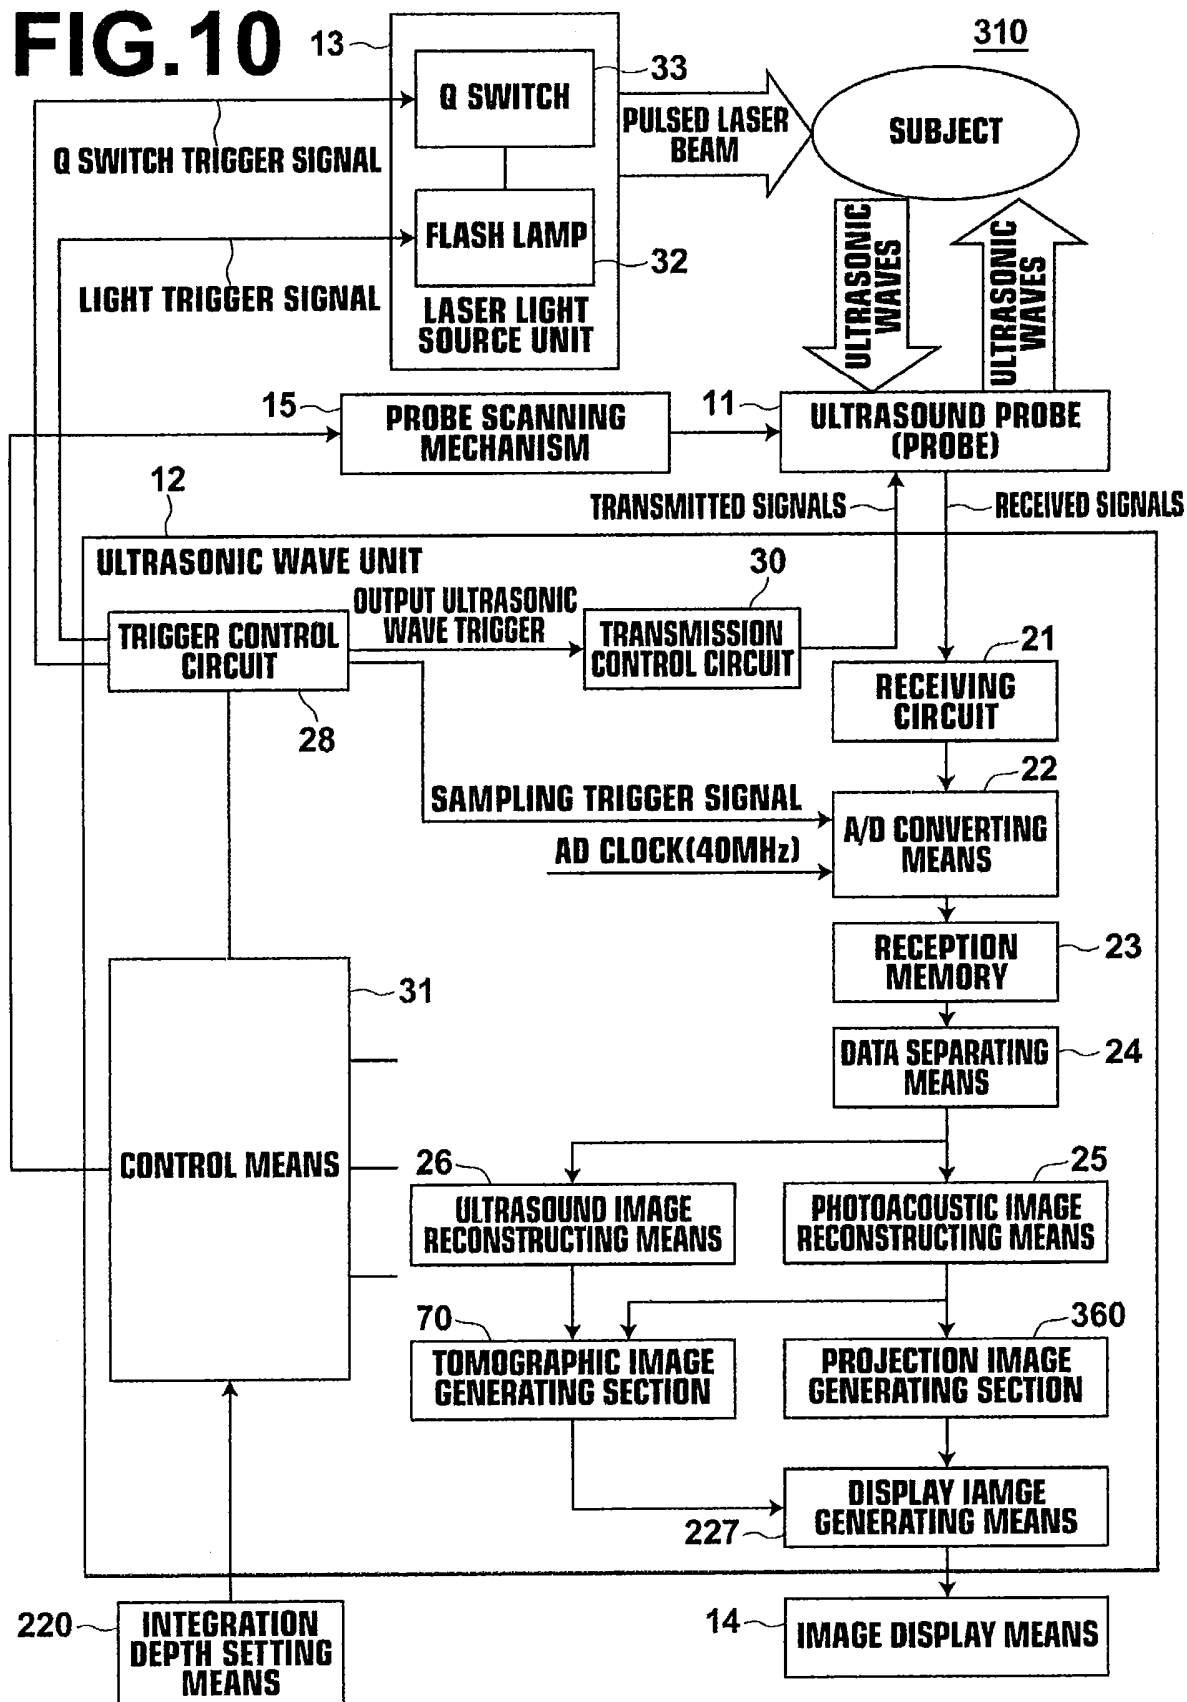 FIG.10
13
310
33
Q SWITCH
PULSED LASER
BEAM
SUBJECT
Q SWITCH TRIGGER SIGNAL
FLASH LAMP
32
LIGHT TRIGGER SIGNAL
LASER LIGHT
SOURCE UNIT
ULTRASONIC
WAVES
ULTRASONIC
WAVES
15
PROBE SCANNING
MECHANISM
11
ULTRASOUND PROBE
(PROBE)
12
TRANSMITTED SIGNALS
RECEIVED SIGNALS
ULTRASONIC WAVE UNIT
30
OUTPUT ULTRASONIC
WAVE TRIGGER
TRIGGER CONTROL
CIRCUIT
28
TRANSMISSION
CONTROL CIRCUIT
21
RECEIVING
CIRCUIT
22
SAMPLING TRIGGER SIGNAL
A/D CONVERTING
MEANS
AD CLOCK(40MHz)
RECEPTION
MEMORY
23
31
DATA SEPARATING
MEANS
24
CONTROL MEANS
26
25
ULTRASOUND IMAGE
RECONSTRUCTING MEANS
PHOTOACOUSTIC IMAGE
RECONSTRUCTING MEANS
70
360
TOMOGRAPHIC IMAGE
GENERATING SECTION
PROJECTION IMAGE
GENERATING SECTION
DISPLAY IAMGE
GENERATING MEANS
227
220
INTEGRATION
DEPTH SETTING
MEANS
14
IMAGE DISPLAY MEANS